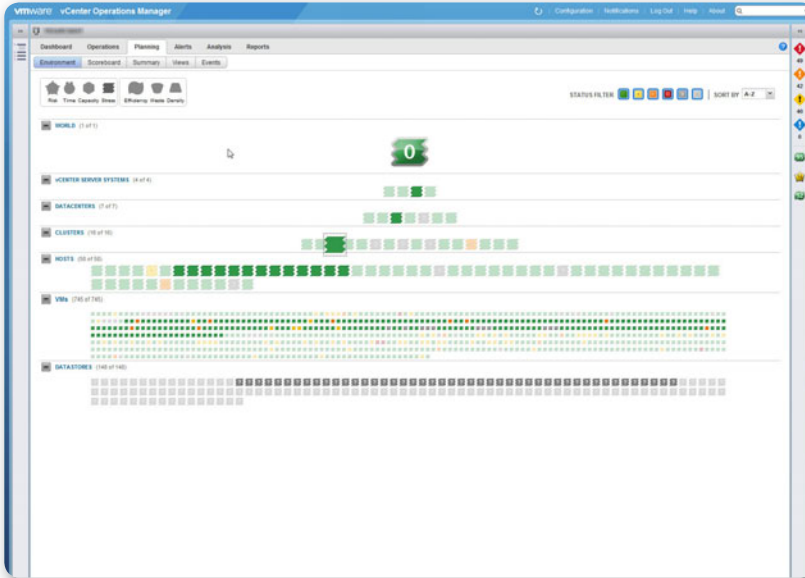 vmware vCenter Operations Manager
Configuration | Notifications | Log Out | Help | About
Dashboard Operations Planning Alerts Analysis Reports
Environment Scoreboard Summary Views Events
Risk Time Capacity Stress Efficiency Waste Density
STATUS FILTER SORT BY A-Z
WORLD (1 of 1)
0
vCENTER SERVER SYSTEMS (4 of 4)
DATACENTERS (7 of 7)
CLUSTERS (16 of 16)
HOSTS
VMs (745 of 745)
DATASTORES (140 of 140)